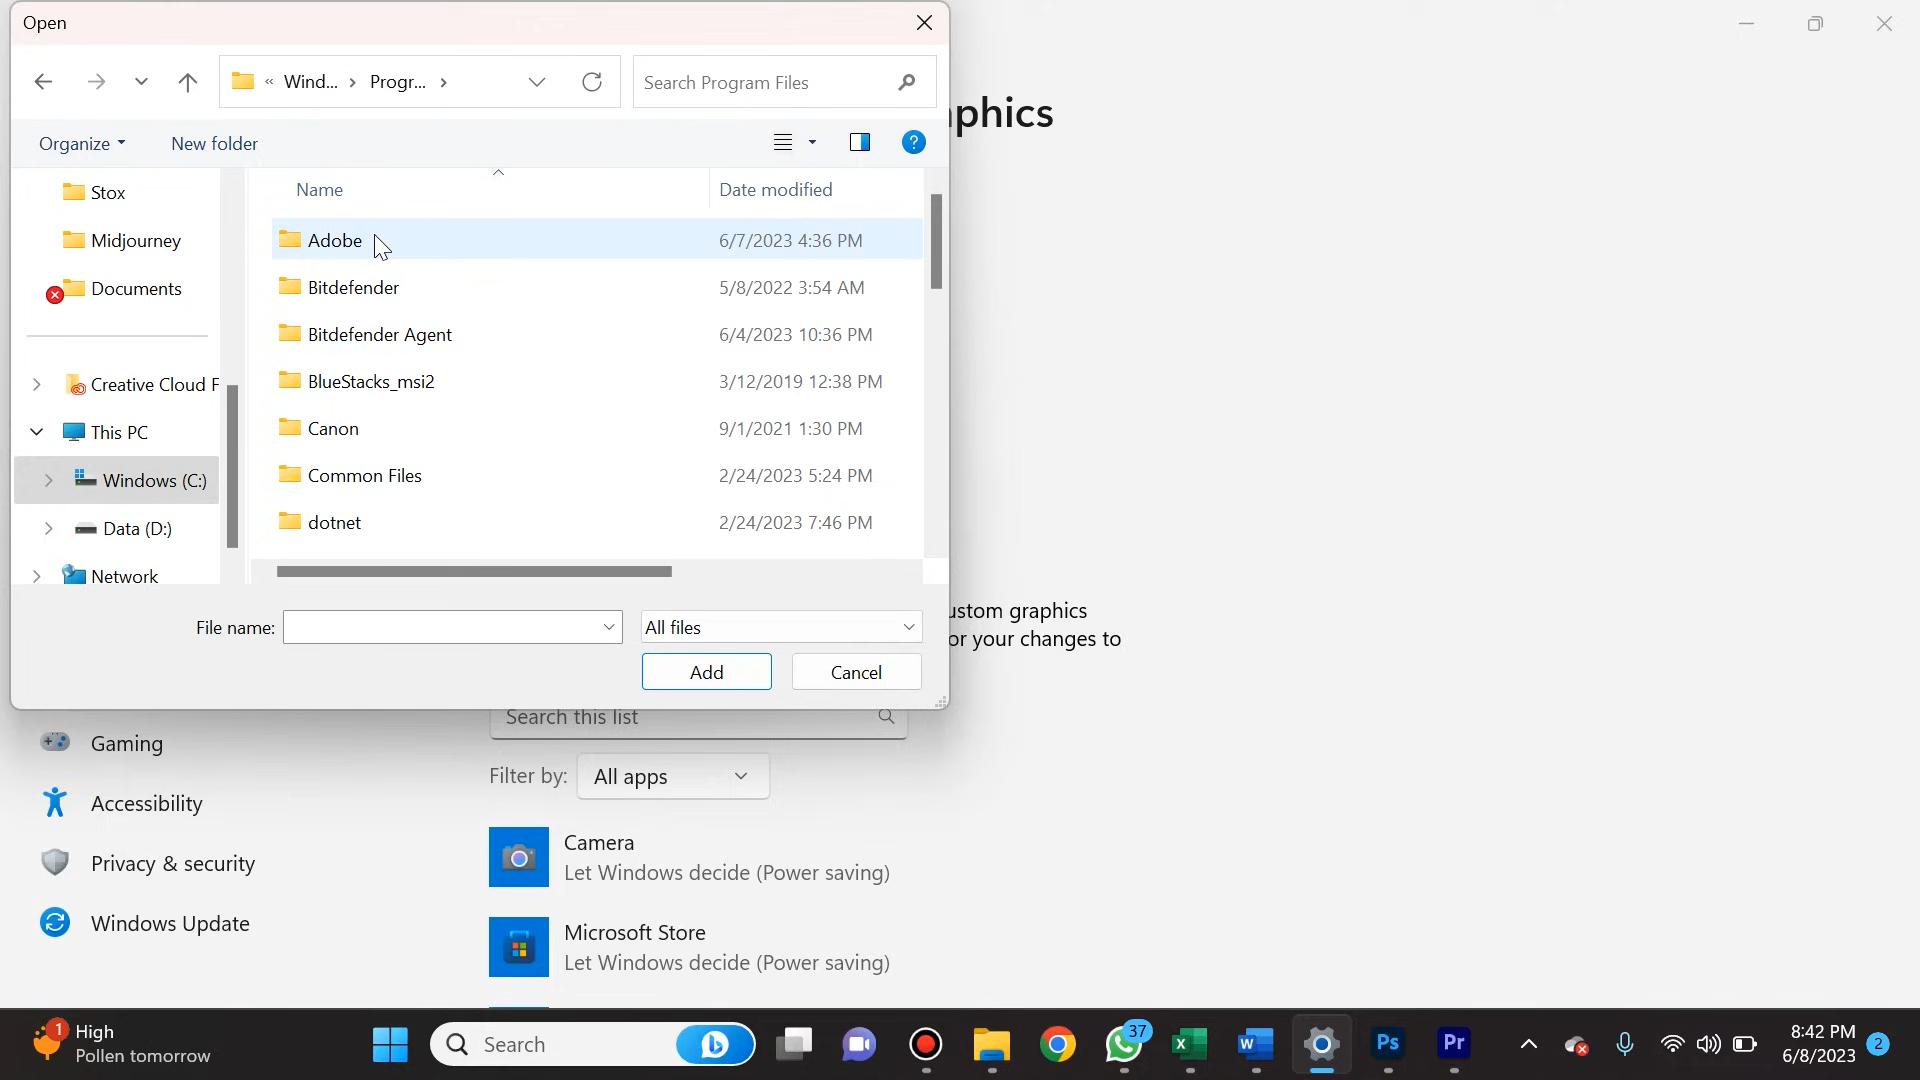 Open
« Wind... › Progr... ›
Search Program Files
Organize
New folder
?
Stox
Midjourney
Documents
Creative Cloud F
This PC
Windows (C:)
Data (D:)
Network
Name
Date modified
Adobe
6/7/2023 4:36 PM
Bitdefender
5/8/2022 3:54 AM
Bitdefender Agent
6/4/2023 10:36 PM
BlueStacks_msi2
3/12/2019 12:38 PM
Canon
9/1/2021 1:30 PM
Common Files
2/24/2023 5:24 PM
dotnet
2/24/2023 7:46 PM
File name:
All files
Add
Cancel
aphics
ustom graphics
or your changes to
Search this list
Filter by:
All apps
Gaming
Accessibility
Privacy & security
Windows Update
Camera
Let Windows decide (Power saving)
Microsoft Store
Let Windows decide (Power saving)
1
High
Pollen tomorrow
Search
b
37
X
W
Ps
Pr
8:42 PM
6/8/2023
2